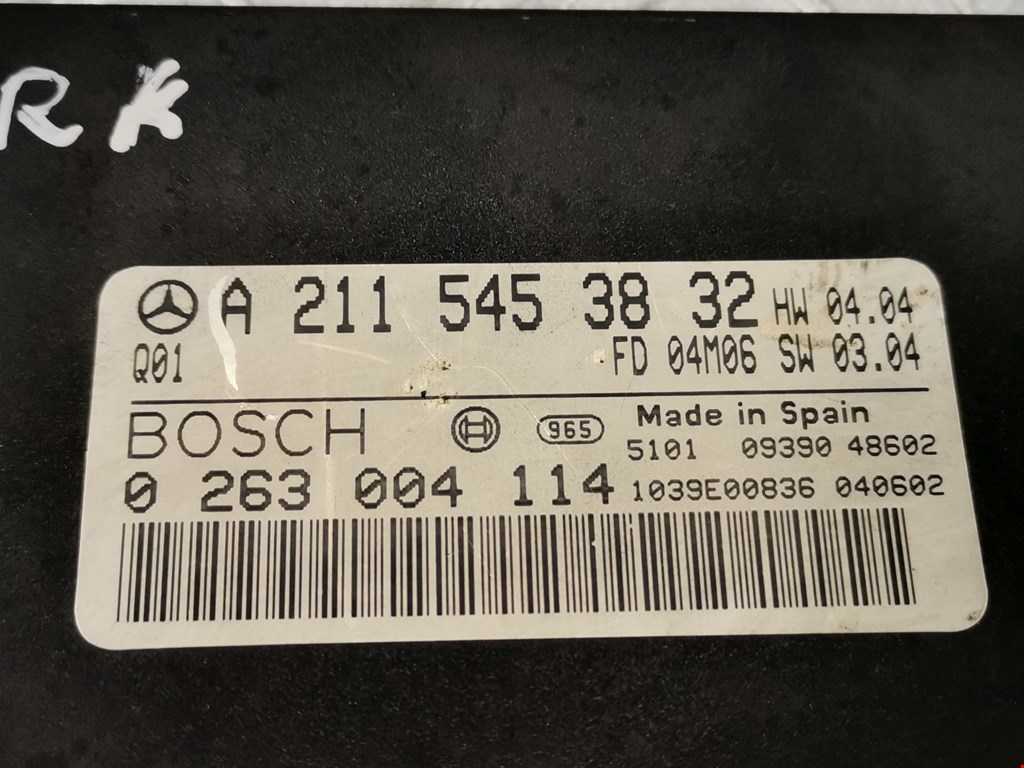 RK
A 211 545 38 32 HW 04.04
Q01 FD 04M06 SW 03.04
BOSCH 965 Made in Spain
5101 09390 48602
0 263 004 114 1039E00836 040602